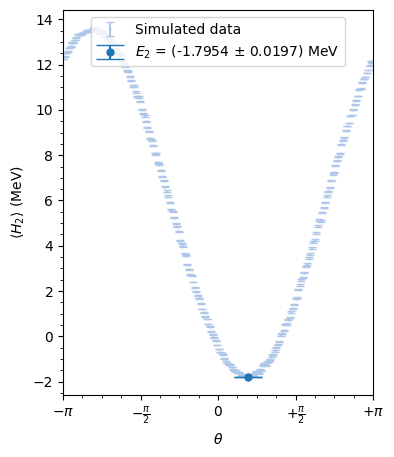 Simulated data
E₂ = (-1.7954 ± 0.0197) MeV
⟨H₂⟩ (MeV)
14
12
10
8
6
4
2
0
−2
−π
−π/2
0
+π/2
+π
θ